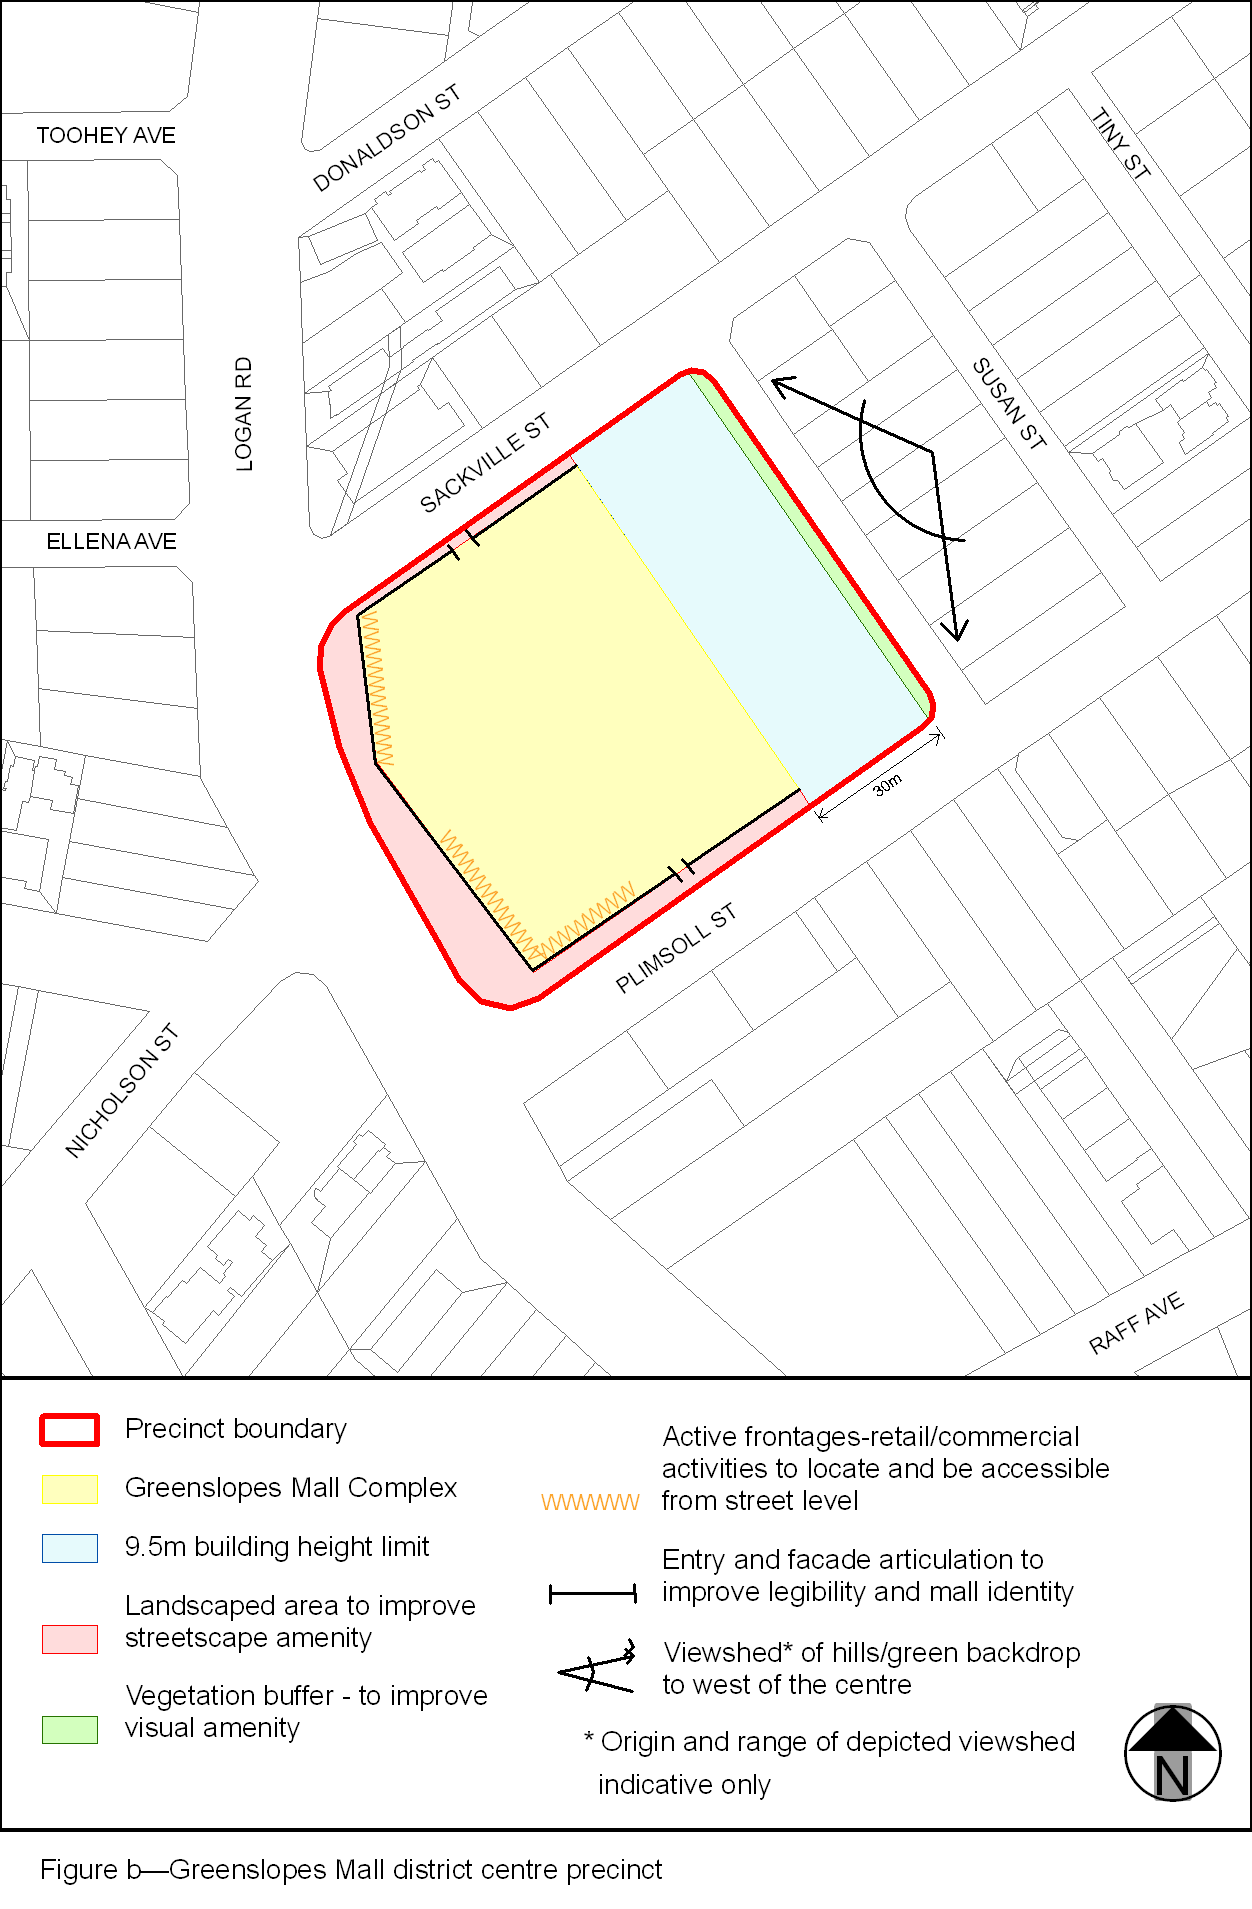 TOOHEY AVE
DONALDSON ST
TINY ST
LOGAN RD
SACKVILLE ST
SUSAN ST
ELLENA AVE
30m
PLIMSOLL ST
NICHOLSON ST
RAFF AVE
Precinct boundary
Greenslopes Mall Complex
9.5m building height limit
Landscaped area to improve
streetscape amenity
Vegetation buffer - to improve
visual amenity
Active frontages-retail/commercial
activities to locate and be accessible
from street level
Entry and facade articulation to
improve legibility and mall identity
Viewshed* of hills/green backdrop
to west of the centre
* Origin and range of depicted viewshed
indicative only
N
Figure b—Greenslopes Mall district centre precinct